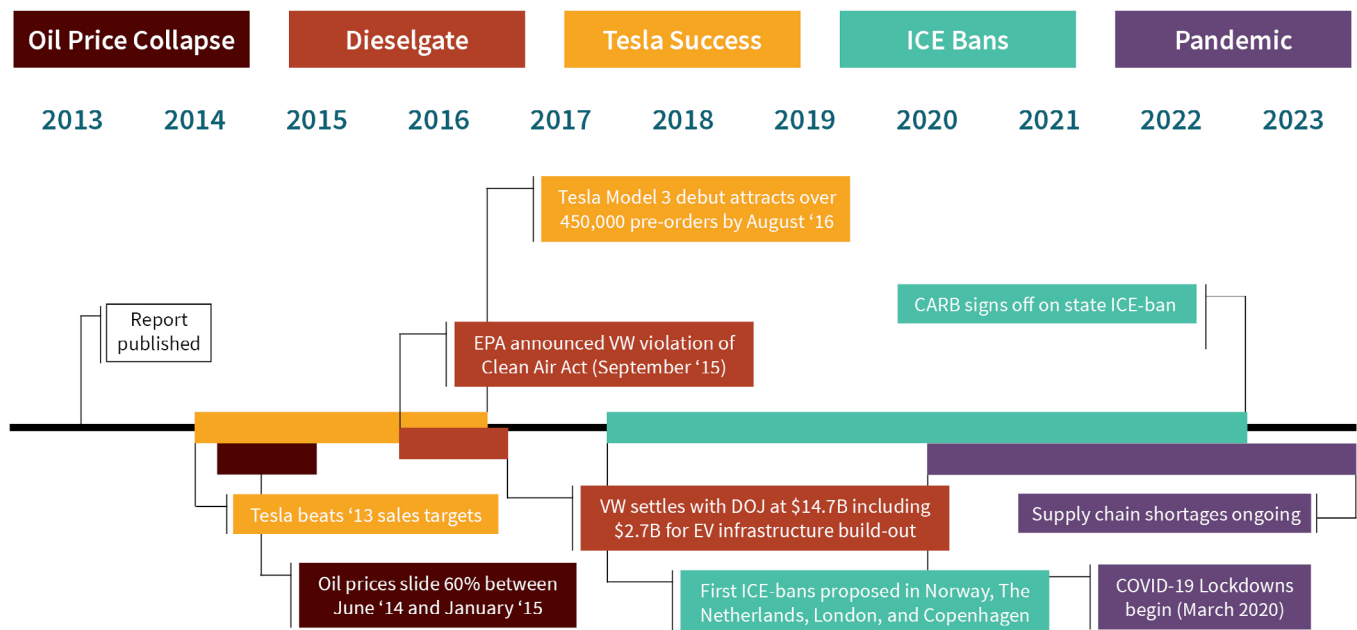 Oil Price Collapse
Dieselgate
Tesla Success
ICE Bans
Pandemic
2013
2014
2015
2016
2017
2018
2019
2020
2021
2022
2023
Tesla Model 3 debut attracts over
450,000 pre-orders by August ‘16
CARB signs off on state ICE-ban
Report
published
EPA announced VW violation of
Clean Air Act (September ‘15)
Tesla beats ‘13 sales targets
VW settles with DOJ at $14.7B including
$2.7B for EV infrastructure build-out
Supply chain shortages ongoing
Oil prices slide 60% between
June ‘14 and January ‘15
First ICE-bans proposed in Norway, The
Netherlands, London, and Copenhagen
COVID-19 Lockdowns
begin (March 2020)